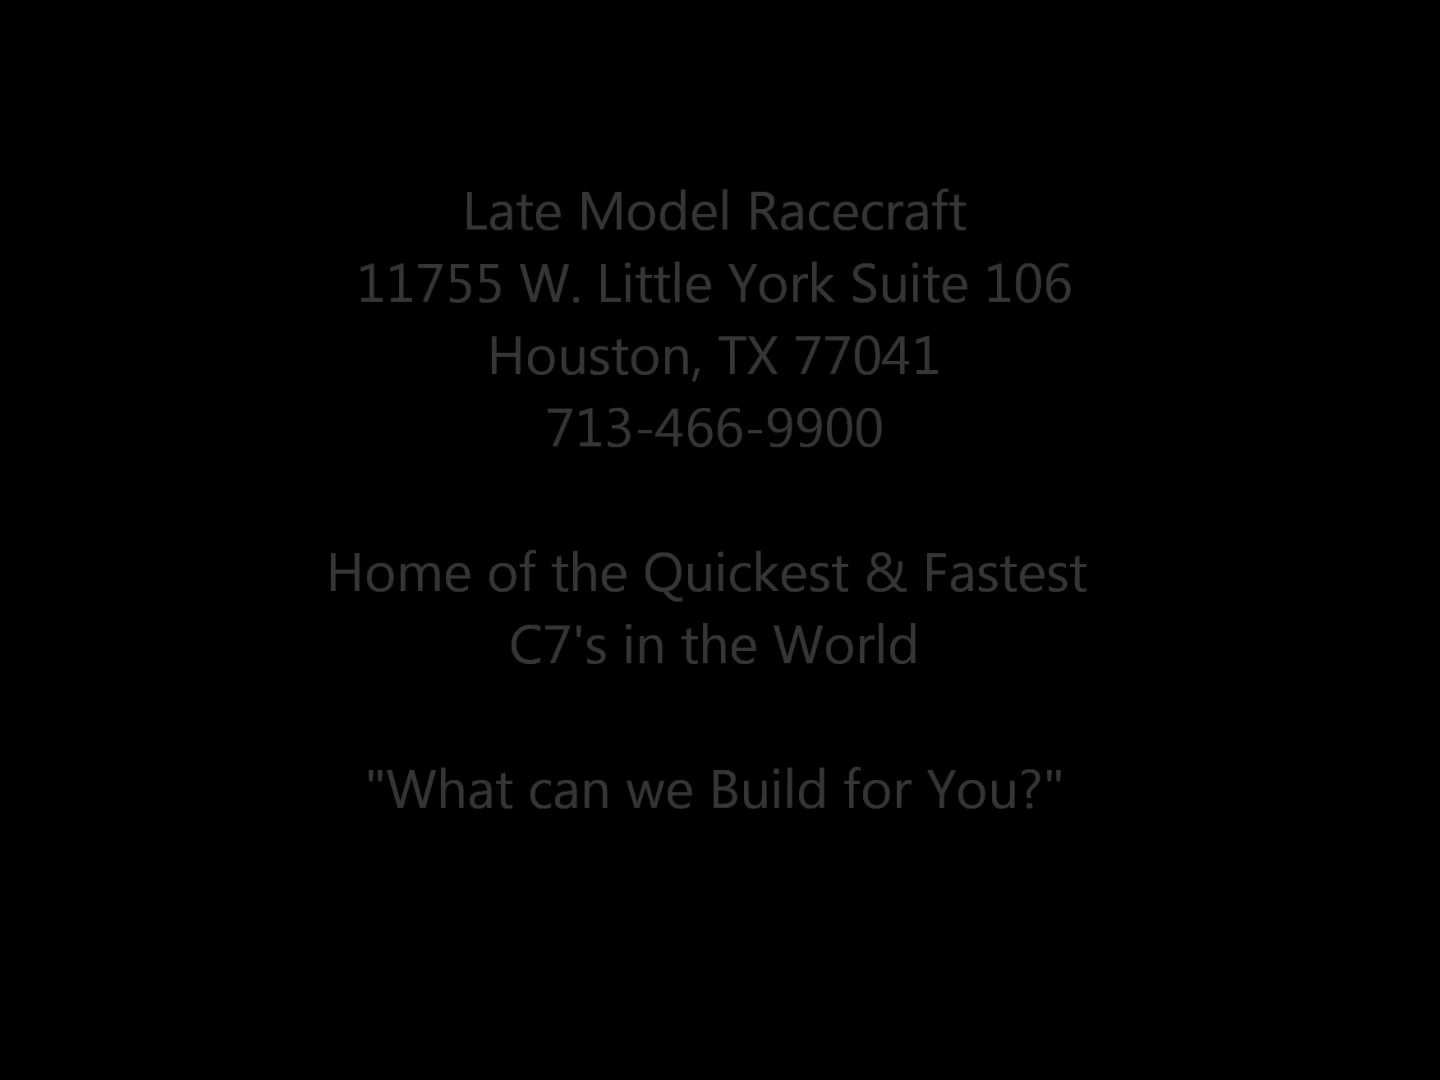 Late Model Racecraft
11755 W. Little York Suite 106
Houston, TX 77041
713-466-9900
Home of the Quickest & Fastest
C7's in the World
"What can we Build for You?"